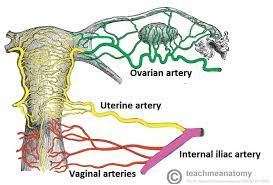 Ovarian artery
Uterine artery
Internal iliac artery
Vaginal arteries
© teachmeanatomy